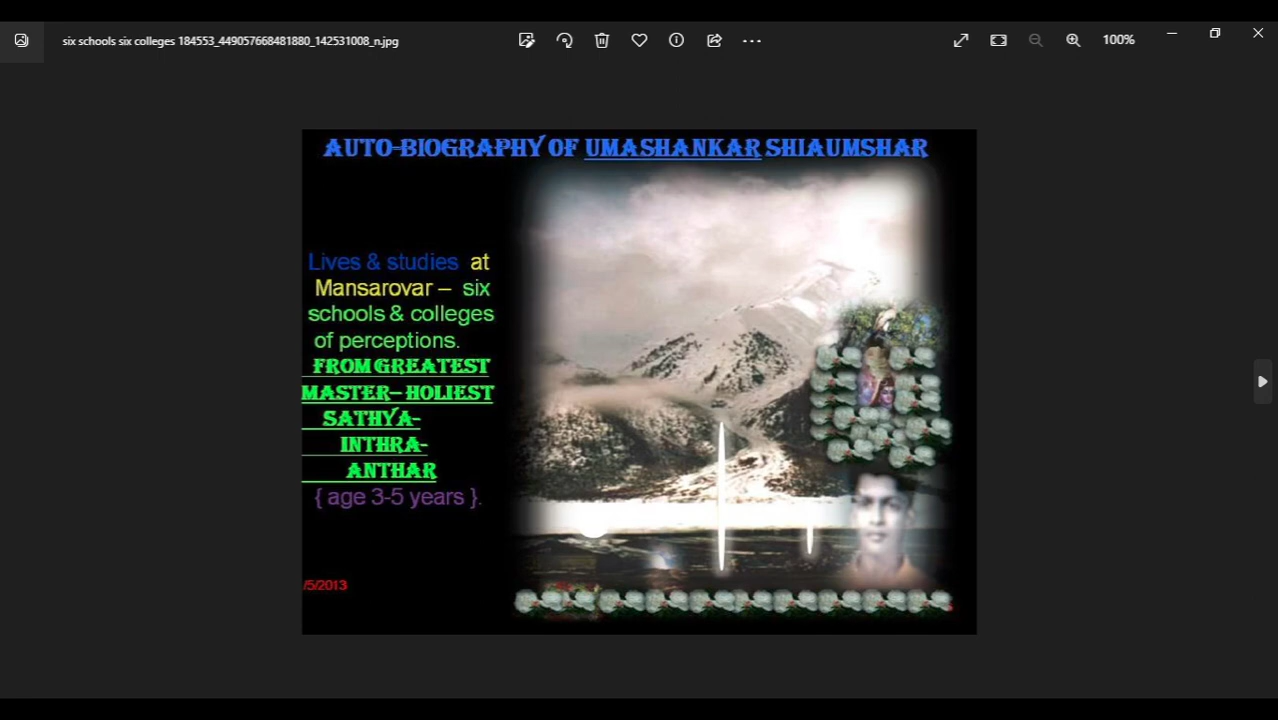 six schools six colleges 184553_449057668481880_142531008_n.jpg
100%
AUTO-BIOGRAPHY OF UMASHANKAR SHIAUMSHAR
Lives & studies at
Mansarovar – six
schools & colleges
of perceptions.
FROM GREATEST
MASTER– HOLIEST
SATHYA-
INTHRA-
ANTHAR
{ age 3-5 years }.
/5/2013